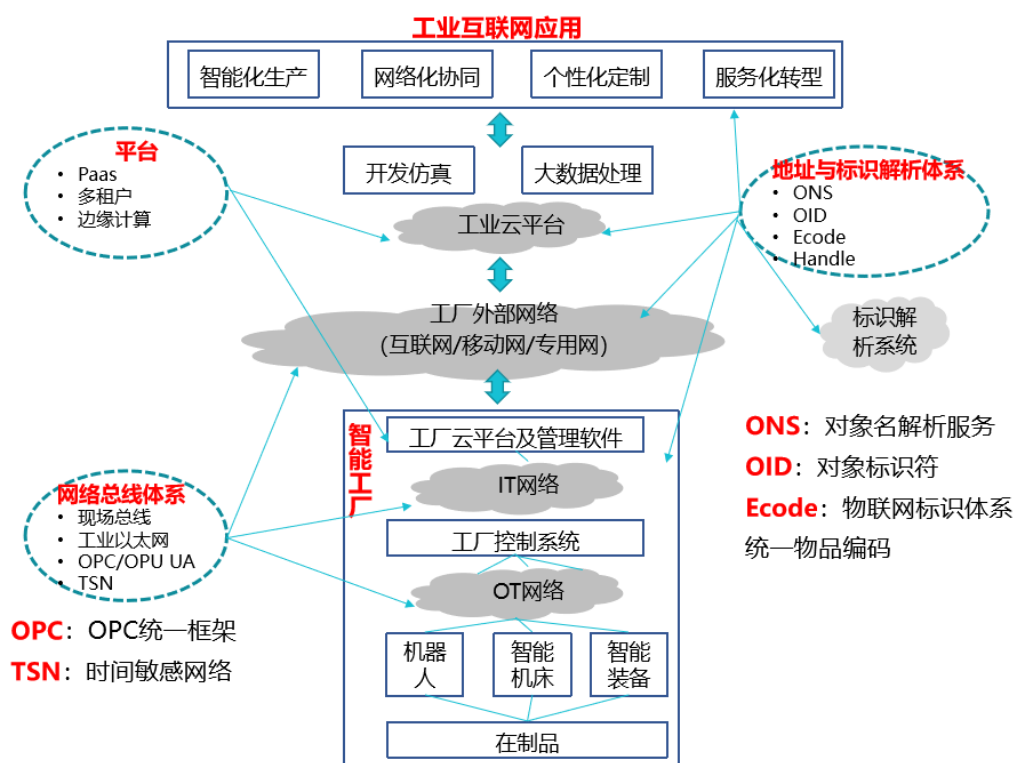 工业互联网应用
智能化生产
网络化协同
个性化定制
服务化转型
开发仿真
大数据处理
工业云平台
平台
• Paas
• 多租户
• 边缘计算
地址与标识解析体系
• ONS
• OID
• Ecode
• Handle
标识解
析系统
工厂外部网络
(互联网/移动网/专用网)
智能工厂
工厂云平台及管理软件
IT网络
工厂控制系统
OT网络
机器
人
智能
机床
智能
装备
在制品
网络总线体系
• 现场总线
• 工业以太网
• OPC/OPU UA
• TSN
OPC：OPC统一框架
TSN：时间敏感网络
ONS：对象名解析服务
OID：对象标识符
Ecode：物联网标识体系
统一物品编码